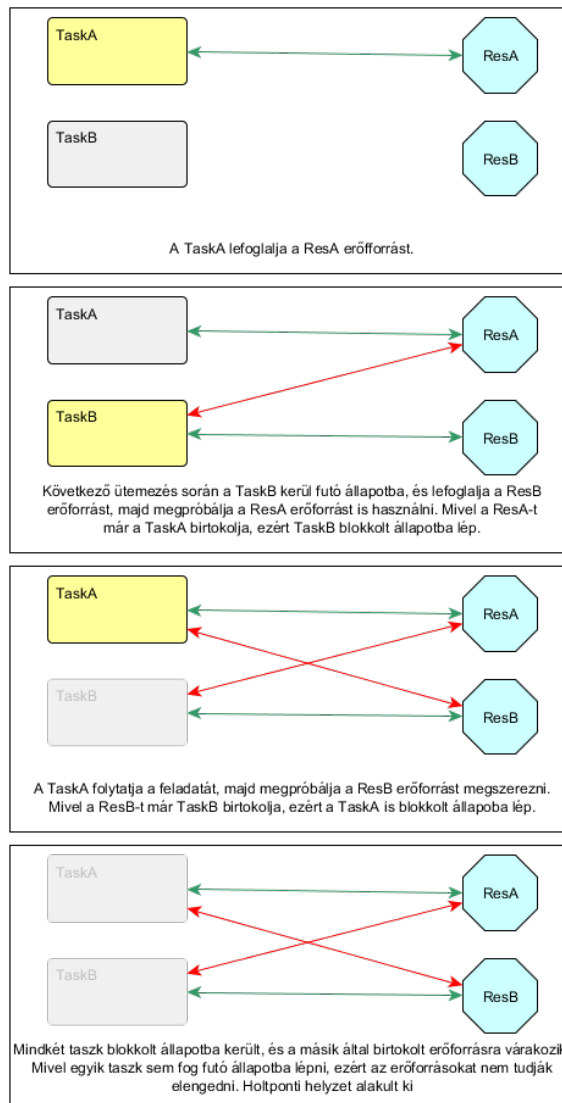 TaskA
ResA
TaskB
ResB
A TaskA lefoglalja a ResA erőfforrást.
TaskA
ResA
TaskB
ResB
Következő ütemezés során a TaskB kerül futó állapotba, és lefoglalja a ResB
erőforrást, majd megpróbálja a ResA erőforrást is használni. Mivel a ResA-t
már a TaskA birtokolja, ezért TaskB blokkolt állapotba lép.
TaskA
ResA
TaskB
ResB
A TaskA folytatja a feladatát, majd megpróbálja a ResB erőforrást megszerezni.
Mivel a ResB-t már TaskB birtokolja, ezért a TaskA is blokkolt állapoba lép.
TaskA
ResA
TaskB
ResB
Mindkét taszk blokkolt állapotba került, és a másik által birtokolt erőforrásra várakozik
Mivel egyik taszk sem fog futó állapotba lépni, ezért az erőforrásokat nem tudják
elengedni. Holtponti helyzet alakult ki